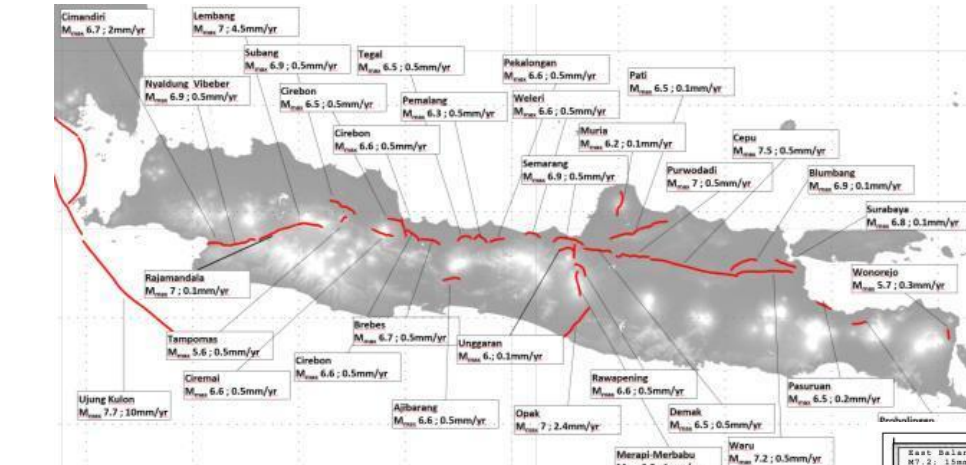 Cimandiri
Mmax 6.7 ; 2mm/yr
Lembang
Mmax 7 ; 4.5mm/yr
Subang
Mmax 6.9 ; 0.5mm/yr
Tegal
Mmax 6.5 ; 0.5mm/yr
Pekalongan
Mmax 6.6 ; 0.5mm/yr
Pati
Mmax 6.5 ; 0.1mm/yr
Nyaldung Vibeber
Mmax 6.9 ; 0.5mm/yr
Cirebon
Mmax 6.5 ; 0.5mm/yr
Pemalang
Mmax 6.3 ; 0.5mm/yr
Weleri
Mmax 6.6 ; 0.5mm/yr
Cirebon
Mmax 6.6 ; 0.5mm/yr
Muria
Mmax 6.2 ; 0.1mm/yr
Cepu
Mmax 7.5 ; 0.5mm/yr
Semarang
Mmax 6.9 ; 0.5mm/yr
Purwodadi
Mmax 7 ; 0.5mm/yr
Blumbang
Mmax 6.9 ; 0.1mm/yr
Surabaya
Mmax 6.8 ; 0.1mm/yr
Rajamandala
Mmax 7 ; 0.1mm/yr
Wonorejo
Mmax 5.7 ; 0.3mm/yr
Tampomas
Mmax 5.6 ; 0.5mm/yr
Brebes
Mmax 6.7 ; 0.5mm/yr
Unggaran
Mmax 6.; 0.1mm/yr
Cirebon
Mmax 6.6 ; 0.5mm/yr
Ciremai
Mmax 6.6 ; 0.5mm/yr
Rawapening
Mmax 6.6 ; 0.5mm/yr
Pasuruan
Mmax 6.5 ; 0.2mm/yr
Ujung Kulon
Mmax 7.7 ; 10mm/yr
Ajibarang
Mmax 6.6 ; 0.5mm/yr
Opak
Mmax 7 ; 2.4mm/yr
Demak
Mmax 6.5 ; 0.5mm/yr
Probolinggo
Waru
Mmax 7.2 ; 0.5mm/yr
Merapi-Merbabu
East Balar
M7.2; 15m